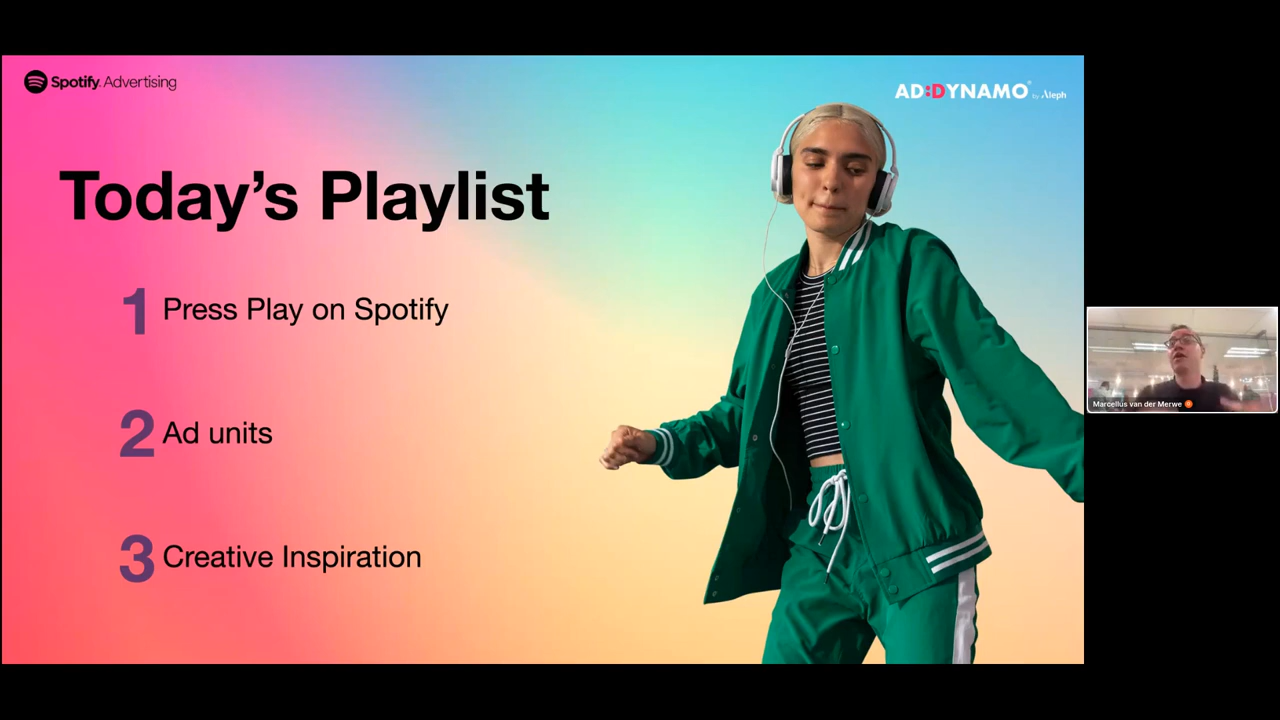 Spotify Advertising
AD:DYNAMO® by Aleph
Today's Playlist
1 Press Play on Spotify
2 Ad units
3 Creative Inspiration
Marcellus van der Merwe